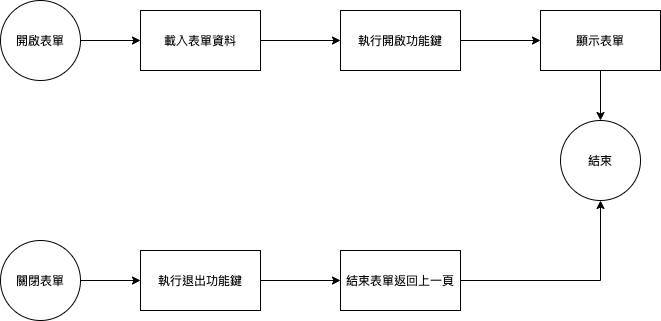 開啟表單
載入表單資料
執行開啟功能鍵
顯示表單
結束
關閉表單
執行退出功能鍵
結束表單返回上一頁